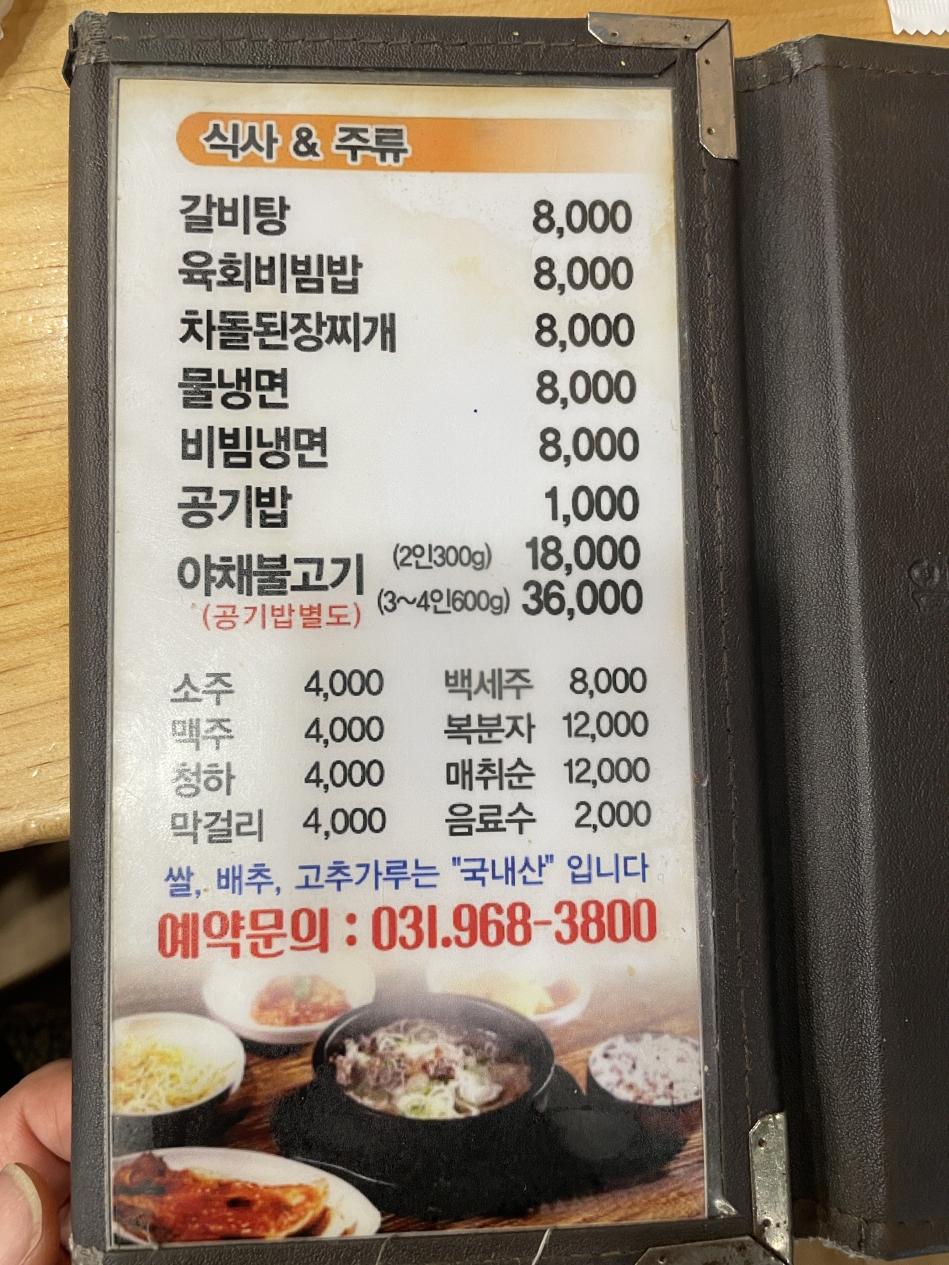 식사 & 주류
갈비탕 8,000
육회비빔밥 8,000
차돌된장찌개 8,000
물냉면 8,000
비빔냉면 8,000
공기밥 1,000
야채불고기 (2인300g) 18,000
(공기밥별도) (3~4인600g) 36,000
소주 4,000 백세주 8,000
맥주 4,000 복분자 12,000
청하 4,000 매취순 12,000
막걸리 4,000 음료수 2,000
쌀, 배추, 고추가루는 "국내산" 입니다
예약문의 : 031.968-3800